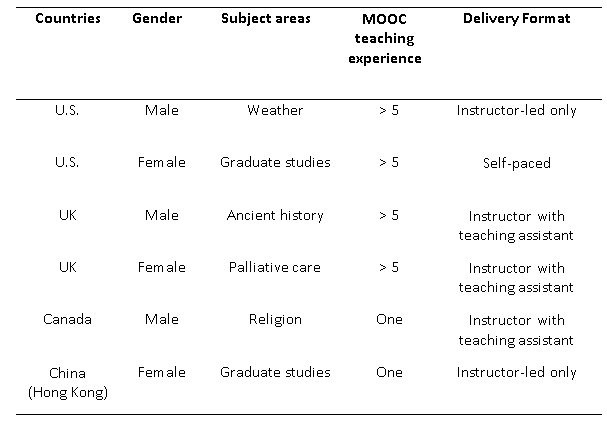 Countries Gender Subject areas MOOC teaching experience Delivery Format
U.S. Male Weather > 5 Instructor-led only
U.S. Female Graduate studies > 5 Self-paced
UK Male Ancient history > 5 Instructor with teaching assistant
UK Female Palliative care > 5 Instructor with teaching assistant
Canada Male Religion One Instructor with teaching assistant
China (Hong Kong) Female Graduate studies One Instructor-led only